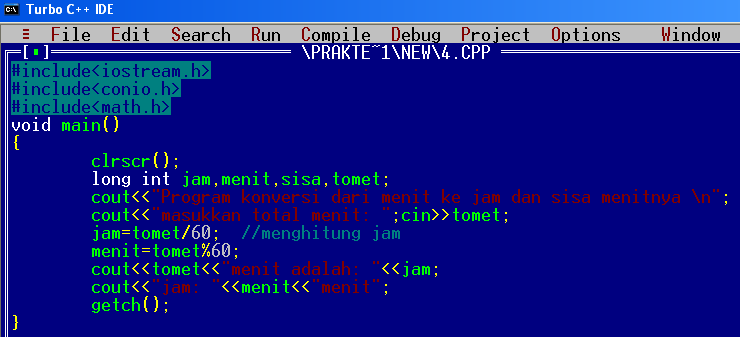 Turbo C++ IDE
≡ File Edit Search Run Compile Debug Project Options Window
[■] \PRAKTE~1\NEW\4.CPP
#include<iostream.h>
#include<conio.h>
#include<math.h>
void main()
{
clrscr();
long int jam,menit,sisa,tomet;
cout<<"Program konversi dari menit ke jam dan sisa menitnya \n";
cout<<"masukkan total menit: ";cin>>tomet;
jam=tomet/60; //menghitung jam
menit=tomet%60;
cout<<tomet<<"menit adalah: "<<jam;
cout<<"jam: "<<menit<<"menit";
getch();
}